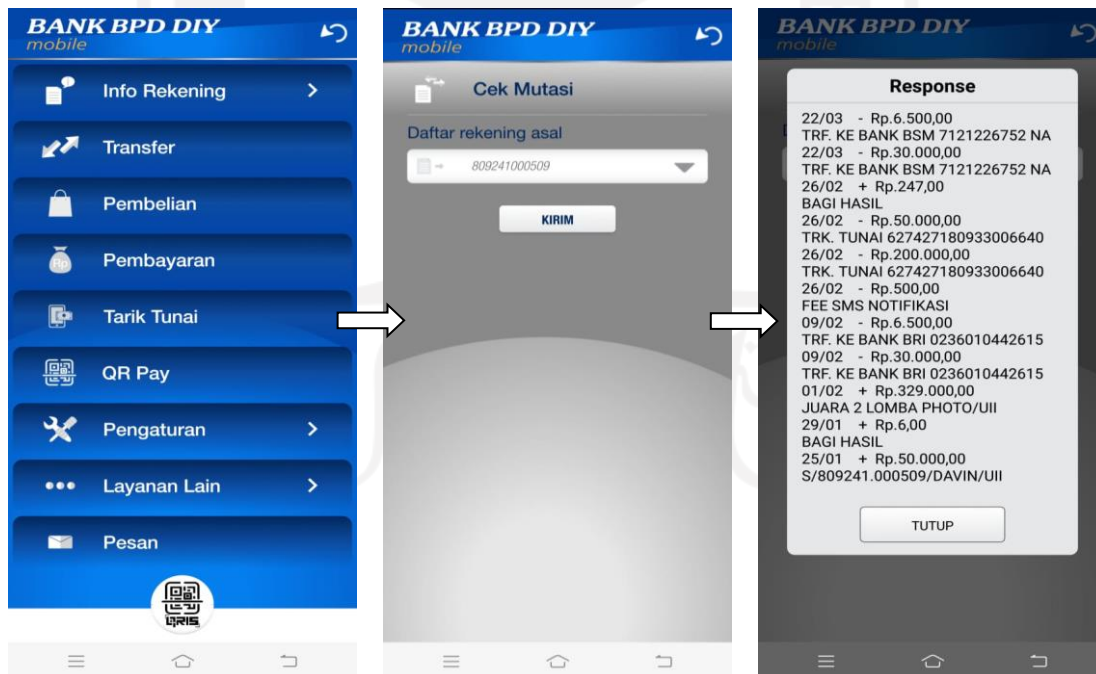 BANK BPD DIY
mobile
Info Rekening
Transfer
Pembelian
Rp
Pembayaran
Tarik Tunai
QR Pay
Pengaturan
Layanan Lain
Pesan
QRIS
BANK BPD DIY
mobile
Cek Mutasi
Daftar rekening asal
809241000509
KIRIM
BANK BPD DIY
mobile
Response
22/03 - Rp.6.500,00
TRF. KE BANK BSM 7121226752 NA
22/03 - Rp.30.000,00
TRF. KE BANK BSM 7121226752 NA
26/02 + Rp.247,00
BAGI HASIL
26/02 - Rp.50.000,00
TRK. TUNAI 627427180933006640
26/02 - Rp.200.000,00
TRK. TUNAI 627427180933006640
26/02 - Rp.500,00
FEE SMS NOTIFIKASI
09/02 - Rp.6.500,00
TRF. KE BANK BRI 0236010442615
09/02 - Rp.30.000,00
TRF. KE BANK BRI 0236010442615
01/02 + Rp.329.000,00
JUARA 2 LOMBA PHOTO/UII
29/01 + Rp.6,00
BAGI HASIL
25/01 + Rp.50.000,00
S/809241.000509/DAVIN/UII
TUTUP